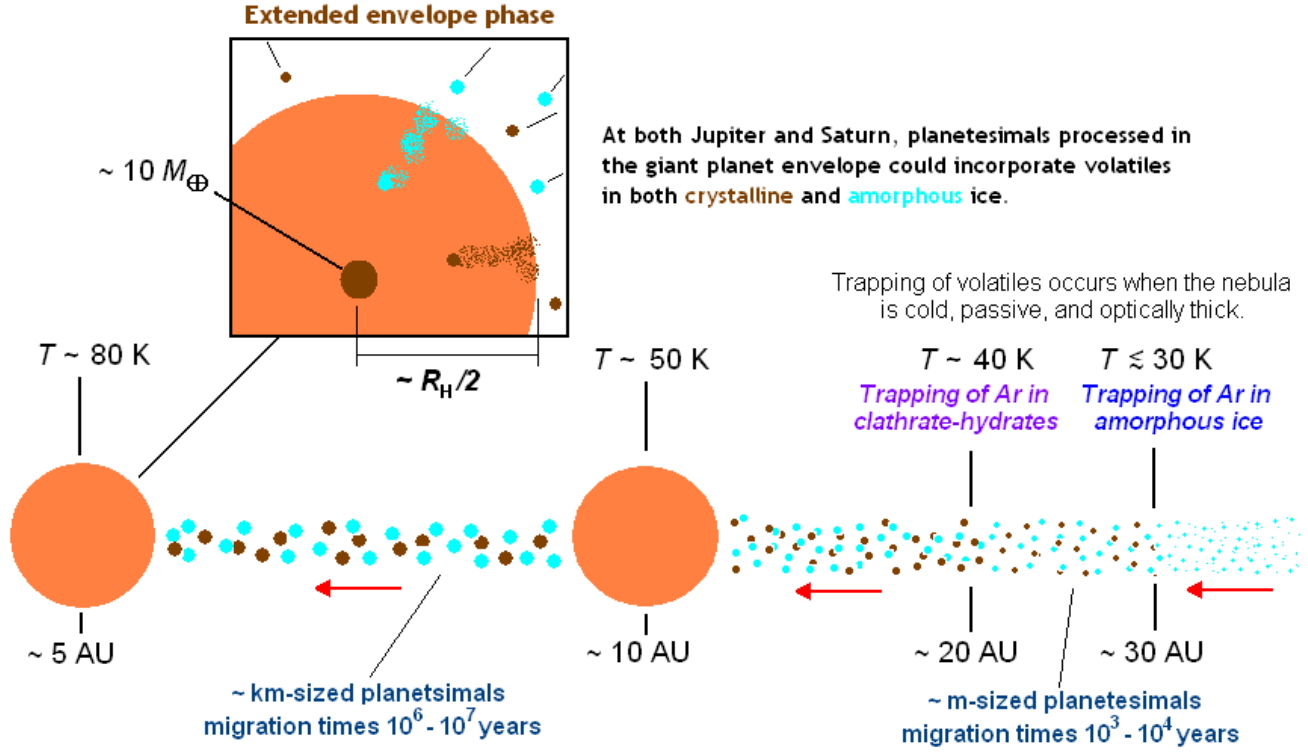 Extended envelope phase
~ 10 M⊕
At both Jupiter and Saturn, planetesimals processed in
the giant planet envelope could incorporate volatiles
in both crystalline and amorphous ice.
Trapping of volatiles occurs when the nebula
is cold, passive, and optically thick.
T ~ 80 K
~ R_H/2
T ~ 50 K
T ~ 40 K
Trapping of Ar in
clathrate-hydrates
T ≲ 30 K
Trapping of Ar in
amorphous ice
~ 5 AU
~ 10 AU
~ 20 AU
~ 30 AU
~ km-sized planetsimals
migration times 10⁶ - 10⁷ years
~ m-sized planetesimals
migration times 10³ - 10⁴ years